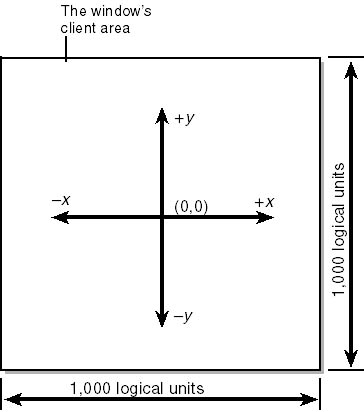 The window's
client area
+y
–x
(0,0)
+x
–y
1,000 logical units
1,000 logical units